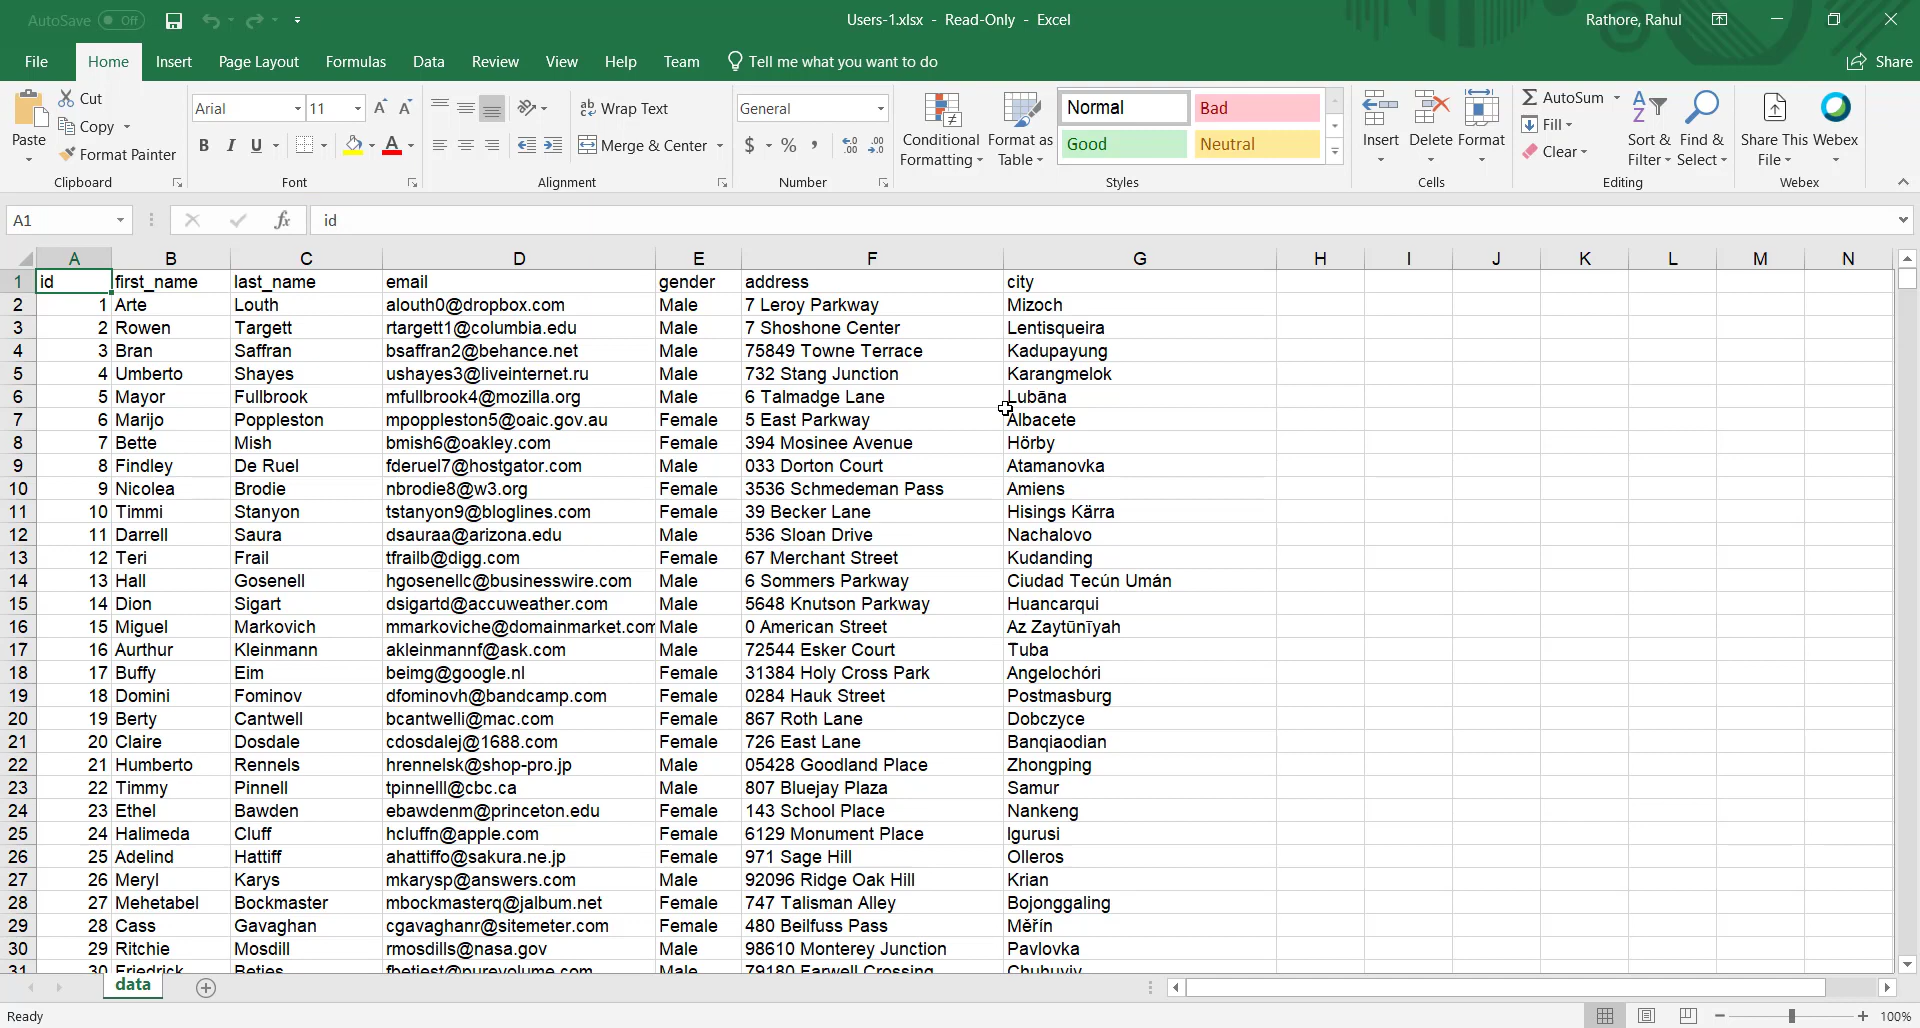 AutoSave Off Users-1.xlsx - Read-Only - Excel Rathore, Rahul
File Home Insert Page Layout Formulas Data Review View Help Team Tell me what you want to do Share
Paste Cut Copy Format Painter Clipboard
Arial 11 B I U A A A Font
ab Wrap Text Merge & Center Alignment
General $ % , .00 .00 Number
Conditional Formatting Format as Table Normal Bad Good Neutral Styles
Insert Delete Format Cells
AutoSum Fill Clear Sort & Filter Find & Select Editing
Share This File Webex Webex
A1 fx id
A B C D E F G H I J K L M N
1 id first_name last_name email gender address city
2 1 Arte Louth alouth0@dropbox.com Male 7 Leroy Parkway Mizoch
3 2 Rowen Targett rtargett1@columbia.edu Male 7 Shoshone Center Lentisqueira
4 3 Bran Saffran bsaffran2@behance.net Male 75849 Towne Terrace Kadupayung
5 4 Umberto Shayes ushayes3@liveinternet.ru Male 732 Stang Junction Karangmelok
6 5 Mayor Fullbrook mfullbrook4@mozilla.org Male 6 Talmadge Lane Lubāna
7 6 Marijo Poppleston mpoppleston5@oaic.gov.au Female 5 East Parkway Albacete
8 7 Bette Mish bmish6@oakley.com Female 394 Mosinee Avenue Hörby
9 8 Findley De Ruel fderuel7@hostgator.com Male 033 Dorton Court Atamanovka
10 9 Nicolea Brodie nbrodie8@w3.org Female 3536 Schmedeman Pass Amiens
11 10 Timmi Stanyon tstanyon9@bloglines.com Female 39 Becker Lane Hisings Kärra
12 11 Darrell Saura dsauraa@arizona.edu Male 536 Sloan Drive Nachalovo
13 12 Teri Frail tfrailb@digg.com Female 67 Merchant Street Kudanding
14 13 Hall Gosenell hgosenellc@businesswire.com Male 6 Sommers Parkway Ciudad Tecún Umán
15 14 Dion Sigart dsigartd@accuweather.com Male 5648 Knutson Parkway Huancarqui
16 15 Miguel Markovich mmarkoviche@domainmarket.com Male 0 American Street Az Zaytūnīyah
17 16 Aurthur Kleinmann akleinmannf@ask.com Male 72544 Esker Court Tuba
18 17 Buffy Eim beimg@google.nl Female 31384 Holy Cross Park Angelochóri
19 18 Domini Fominov dfominovh@bandcamp.com Female 0284 Hauk Street Postmasburg
20 19 Berty Cantwell bcantwelli@mac.com Female 867 Roth Lane Dobczyce
21 20 Claire Dosdale cdosdalej@1688.com Female 726 East Lane Banqiaodian
22 21 Humberto Rennels hrennelsk@shop-pro.jp Male 05428 Goodland Place Zhongping
23 22 Timmy Pinnell tpinnelll@cbc.ca Male 807 Bluejay Plaza Samur
24 23 Ethel Bawden ebawdenm@princeton.edu Female 143 School Place Nankeng
25 24 Halimeda Cluff hcluffn@apple.com Female 6129 Monument Place Igurusi
26 25 Adelind Hattiff ahattiffo@sakura.ne.jp Female 971 Sage Hill Olleros
27 26 Meryl Karys mkarysp@answers.com Male 92096 Ridge Oak Hill Krian
28 27 Mehetabel Bockmaster mbockmasterq@jalbum.net Female 747 Talisman Alley Bojonggaling
29 28 Cass Gavaghan cgavaghanr@sitemeter.com Female 480 Beilfuss Pass Měřín
30 29 Ritchie Mosdill rmosdills@nasa.gov Male 98610 Monterey Junction Pavlovka
31 30 Friedrick Beties fbetiest@purevolume.com Male 79180 Farwell Crossing Chuhuyiv
data
Ready 100%